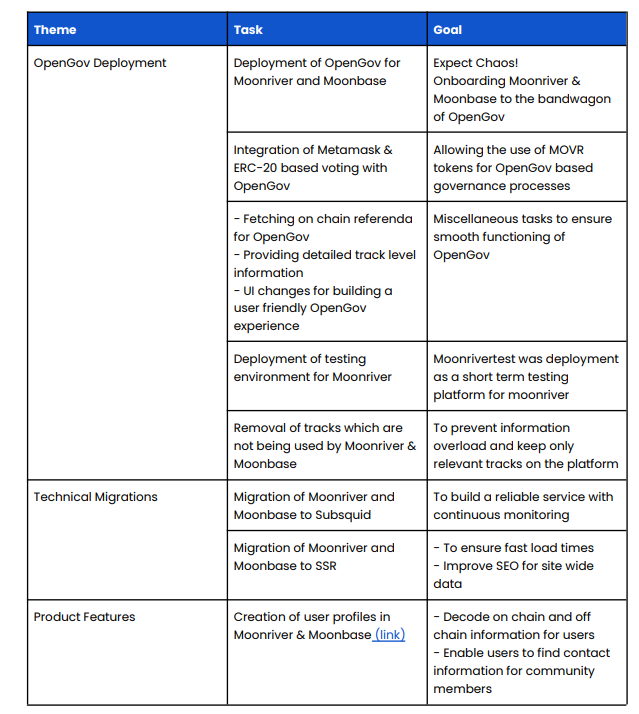 Theme
Task
Goal
OpenGov Deployment
Deployment of OpenGov for
Moonriver and Moonbase
Expect Chaos!
Onboarding Moonriver &
Moonbase to the bandwagon
of OpenGov
Integration of Metamask &
ERC-20 based voting with
OpenGov
Allowing the use of MOVR
tokens for OpenGov based
governance processes
- Fetching on chain referenda
for OpenGov
- Providing detailed track level
information
- UI changes for building a
user friendly OpenGov
experience
Miscellaneous tasks to ensure
smooth functioning of
OpenGov
Deployment of testing
environment for Moonriver
Moonrivertest was deployment
as a short term testing
platform for moonriver
Removal of tracks which are
not being used by Moonriver &
Moonbase
To prevent information
overload and keep only
relevant tracks on the platform
Technical Migrations
Migration of Moonriver and
Moonbase to Subsquid
To build a reliable service with
continuous monitoring
Migration of Moonriver and
Moonbase to SSR
- To ensure fast load times
- Improve SEO for site wide
data
Product Features
Creation of user profiles in
Moonriver & Moonbase (link)
- Decode on chain and off
chain information for users
- Enable users to find contact
information for community
members